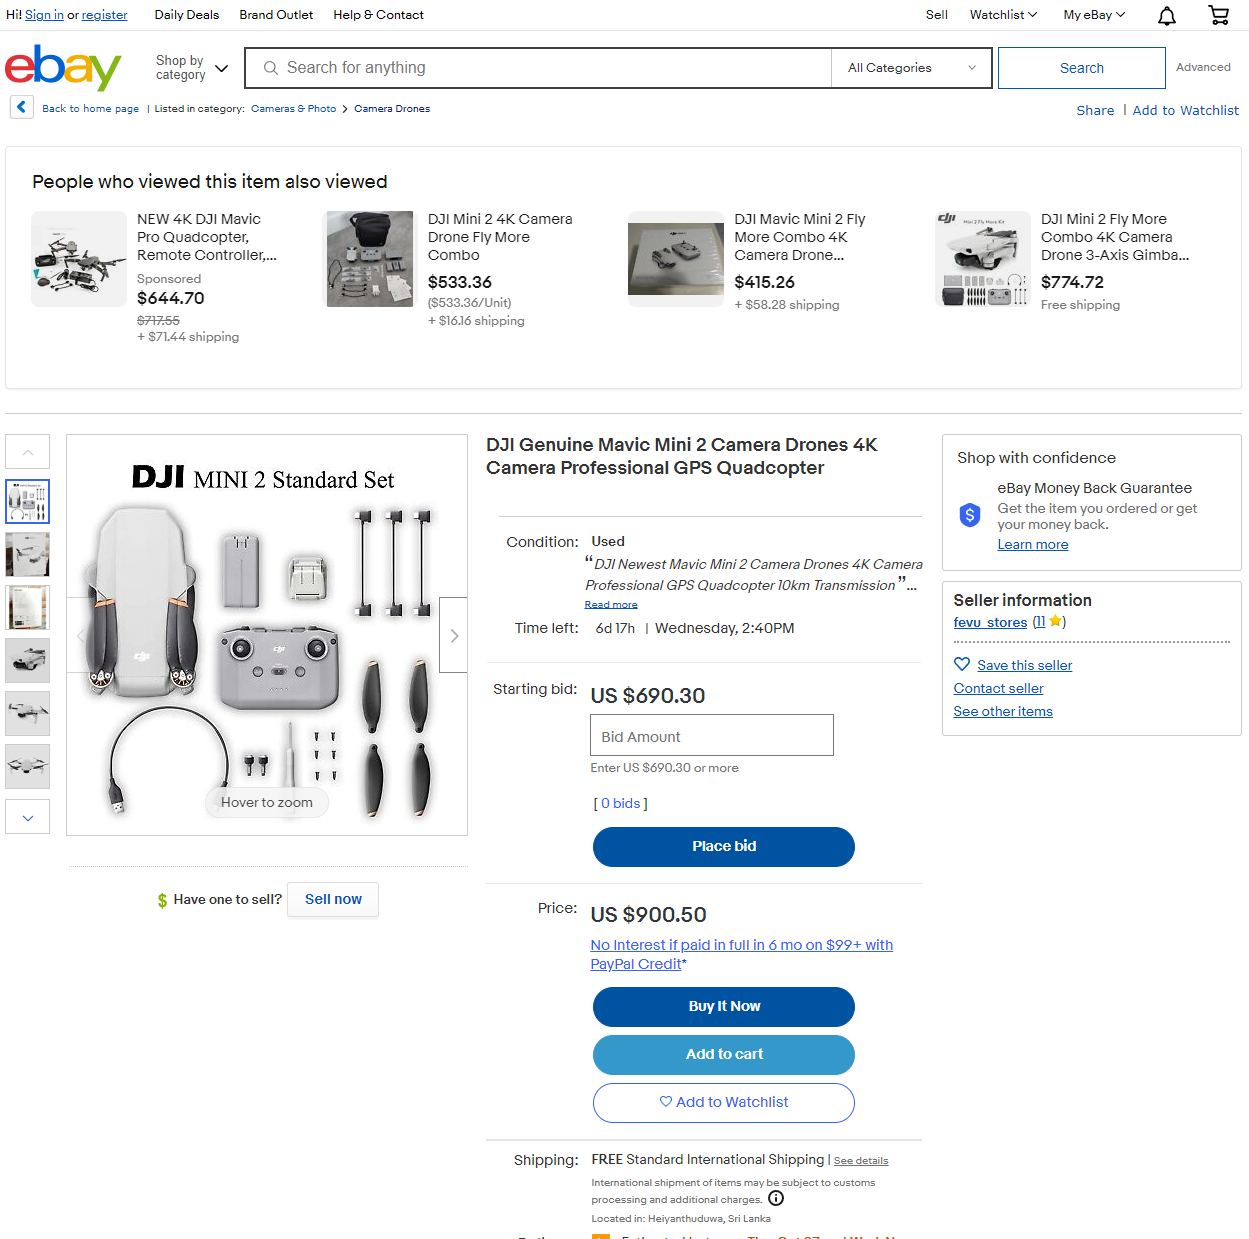 Hi! Sign in or register Daily Deals Brand Outlet Help & Contact Sell Watchlist My eBay
ebay Shop by category Search for anything All Categories Search Advanced
Back to home page | Listed in category: Cameras & Photo > Camera Drones Share | Add to Watchlist
People who viewed this item also viewed
NEW 4K DJI Mavic
Pro Quadcopter,
Remote Controller,...
Sponsored
$644.70
$717.55
+ $71.44 shipping
DJI Mini 2 4K Camera
Drone Fly More
Combo
$533.36
($533.36/Unit)
+ $16.16 shipping
DJI Mavic Mini 2 Fly
More Combo 4K
Camera Drone...
$415.26
+ $58.28 shipping
dji Mini 2 Fly More Kit
DJI Mini 2 Fly More
Combo 4K Camera
Drone 3-Axis Gimba...
$774.72
Free shipping
DJI MINI 2 Standard Set
dji
dji
Hover to zoom
$ Have one to sell? Sell now
DJI Genuine Mavic Mini 2 Camera Drones 4K
Camera Professional GPS Quadcopter
Condition: Used
“DJI Newest Mavic Mini 2 Camera Drones 4K Camera
Professional GPS Quadcopter 10km Transmission”...
Read more
Time left: 6d 17h | Wednesday, 2:40PM
Starting bid: US $690.30
Bid Amount
Enter US $690.30 or more
[ 0 bids ]
Place bid
Price: US $900.50
No Interest if paid in full in 6 mo on $99+ with
PayPal Credit*
Buy It Now
Add to cart
Add to Watchlist
Shipping: FREE Standard International Shipping | See details
International shipment of items may be subject to customs
processing and additional charges.
Located in: Heiyanthuduwa, Sri Lanka
Shop with confidence
eBay Money Back Guarantee
Get the item you ordered or get
your money back.
Learn more
Seller information
fevu_stores (11)
Save this seller
Contact seller
See other items